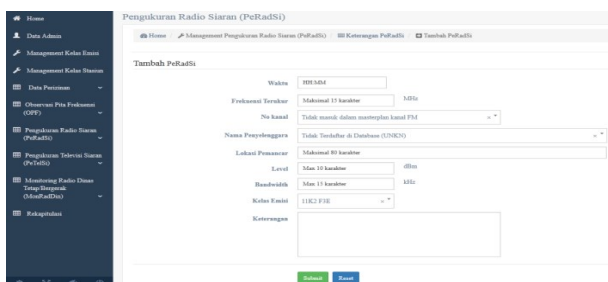 Home
Data Admin
Management Kelas Emisi
Management Kelas Stasiun
Data Perizinan
Observasi Pita Frekuensi
(OPF)
Pengukuran Radio Siaran
(PeRadSi)
Pengukuran Televisi Siaran
(PeTelSi)
Monitoring Radio Dinas
Tetap/Bergerak
(MonRadDin)
Rekapitulasi
Pengukuran Radio Siaran (PeRadSi)
Home / Management Pengukuran Radio Siaran (PeRadSi) / Keterangan PeRadSi / Tambah PeRadSi
Tambah PeRadSi
Waktu HH:MM
Frekuensi Terukur Maksimal 15 karakter MHz
No kanal Tidak masuk dalam masterplan kanal FM
Nama Penyelenggara Tidak Terdaftar di Database (UNKN)
Lokasi Pemancar Maksimal 80 karakter
Level Max 10 karakter dBm
Bandwidth Max 15 karakter kHz
Kelas Emisi 11K2 F3E
Keterangan
Submit Reset